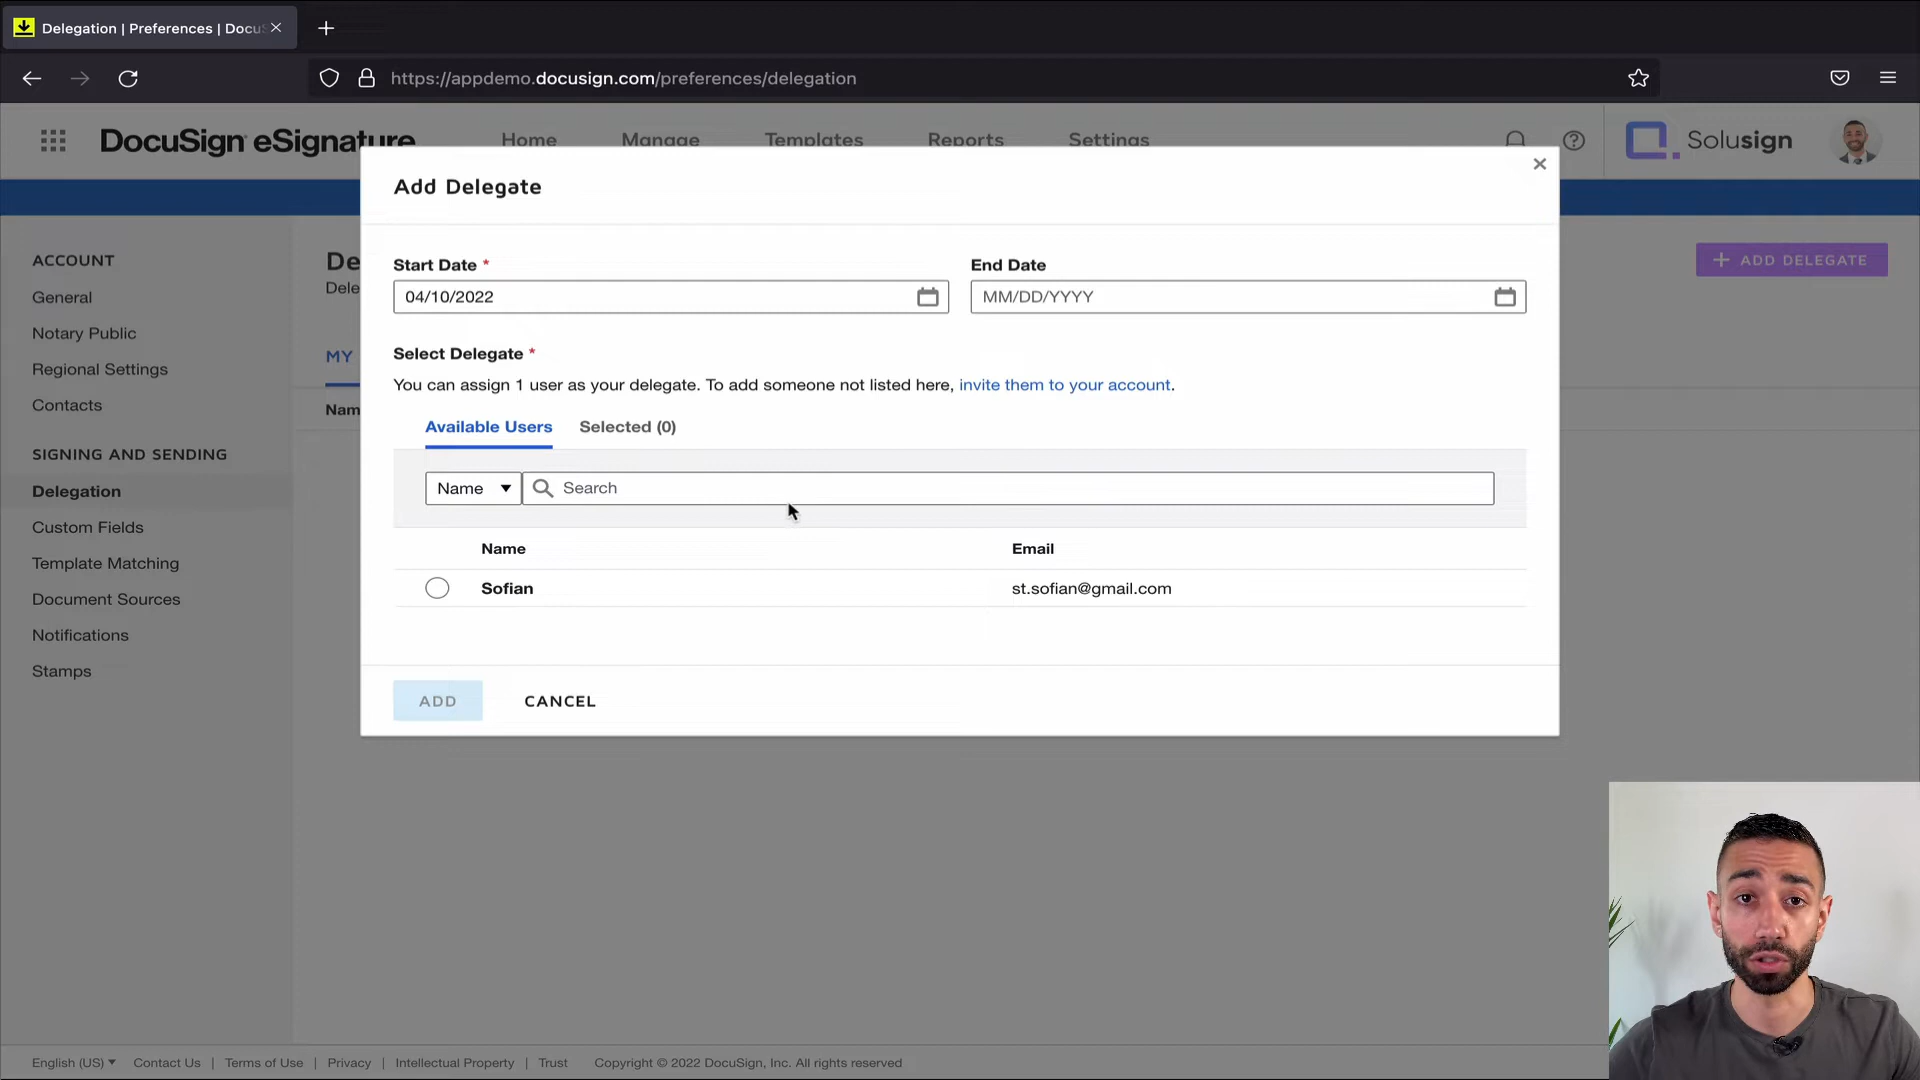 Delegation | Preferences | Docu
https://appdemo.docusign.com/preferences/delegation
DocuSign eSignature
Home
Manage
Templates
Reports
Settings
Solusign
Add Delegate
ACCOUNT
General
Notary Public
Regional Settings
Contacts
SIGNING AND SENDING
Delegation
Custom Fields
Template Matching
Document Sources
Notifications
Stamps
De
Dele
+ ADD DELEGATE
MY
Nam
Start Date *
End Date
04/10/2022
MM/DD/YYYY
Select Delegate *
You can assign 1 user as your delegate. To add someone not listed here, invite them to your account.
Available Users
Selected (0)
Name
Search
Name
Email
Sofian
st.sofian@gmail.com
ADD
CANCEL
English (US) Contact Us | Terms of Use | Privacy | Intellectual Property | Trust Copyright © 2022 DocuSign, Inc. All rights reserved